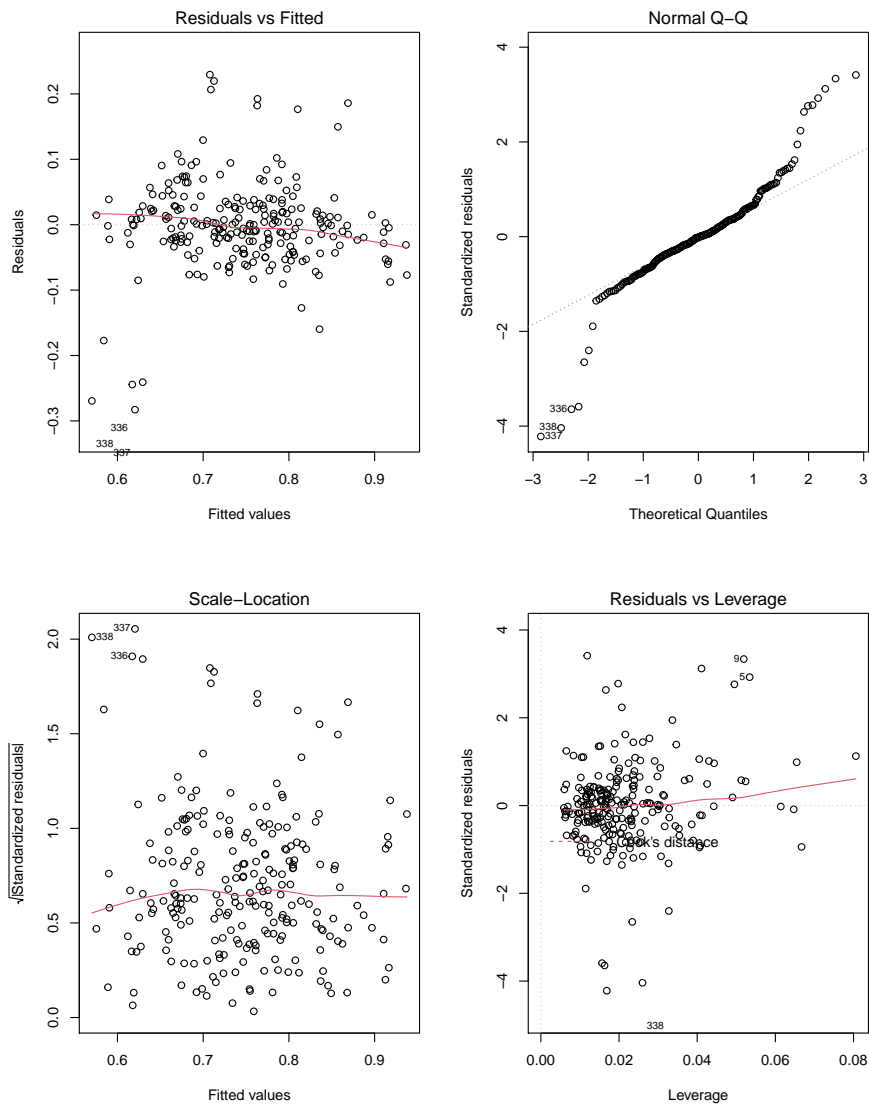 Residuals vs Fitted
Residuals
0.2
0.1
0.0
−0.1
−0.2
−0.3
336
338
337
0.6 0.7 0.8 0.9
Fitted values
Normal Q−Q
Standardized residuals
4
2
0
−2
−4
336
338
337
−3 −2 −1 0 1 2 3
Theoretical Quantiles
Scale−Location
√|Standardized residuals|
2.0
1.5
1.0
0.5
0.0
337
338
336
0.6 0.7 0.8 0.9
Fitted values
Residuals vs Leverage
Standardized residuals
4
2
0
−2
−4
9
5
Cook's distance
338
0.00 0.02 0.04 0.06 0.08
Leverage